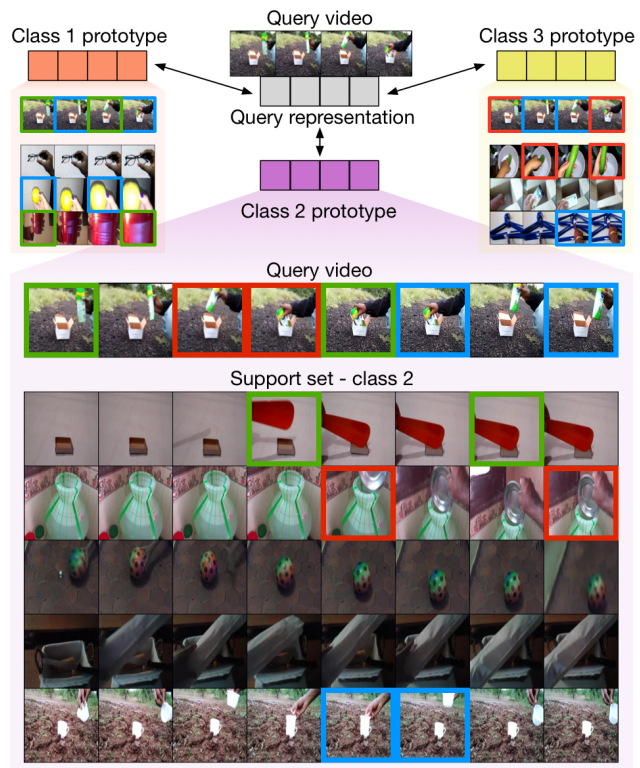 Query video
Class 1 prototype
Class 3 prototype
Query representation
Class 2 prototype
Query video
Support set - class 2